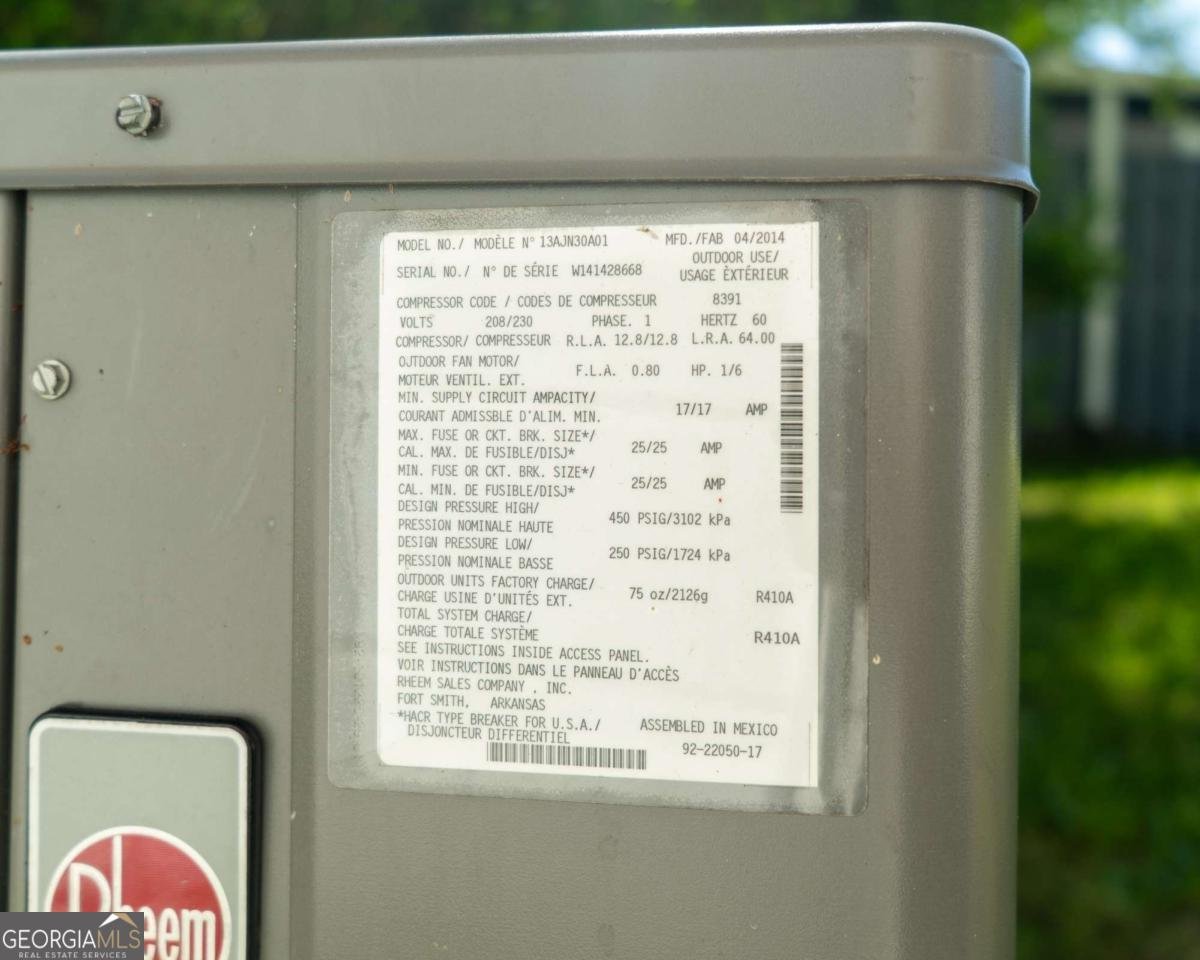 MODEL NO./ MODÈLE N° 13AJN30A01 MFD./FAB 04/2014
OUTDOOR USE/
SERIAL NO./ N° DE SÉRIE W141428668 USAGE ÈXTÉRIEUR
COMPRESSOR CODE / CODES DE COMPRESSEUR 8391
VOLTS 208/230 PHASE. 1 HERTZ 60
COMPRESSOR/ COMPRESSEUR R.L.A. 12.8/12.8 L.R.A. 64.00
OUTDOOR FAN MOTOR/
MOTEUR VENTIL. EXT. F.L.A. 0.80 HP. 1/6
MIN. SUPPLY CIRCUIT AMPACITY/
COURANT ADMISSBLE D'ALIM. MIN. 17/17 AMP
MAX. FUSE OR CKT. BRK. SIZE*/
CAL. MAX. DE FUSIBLE/DISJ* 25/25 AMP
MIN. FUSE OR CKT. BRK. SIZE*/
CAL. MIN. DE FUSIBLE/DISJ* 25/25 AMP
DESIGN PRESSURE HIGH/
PRESSION NOMINALE HAUTE 450 PSIG/3102 kPa
DESIGN PRESSURE LOW/
PRESSION NOMINALE BASSE 250 PSIG/1724 kPa
OUTDOOR UNITS FACTORY CHARGE/
CHARGE USINE D'UNITÉS EXT. 75 oz/2126g R410A
TOTAL SYSTEM CHARGE/
CHARGE TOTALE SYSTÈME R410A
SEE INSTRUCTIONS INSIDE ACCESS PANEL.
VOIR INSTRUCTIONS DANS LE PANNEAU D'ACCÈS
RHEEM SALES COMPANY , INC.
FORT SMITH, ARKANSAS
*HACR TYPE BREAKER FOR U.S.A./ ASSEMBLED IN MEXICO
DISJONCTEUR DIFFERENTIEL 92-22050-17
Rheem
GEORGIAMLS
REAL ESTATE SERVICES